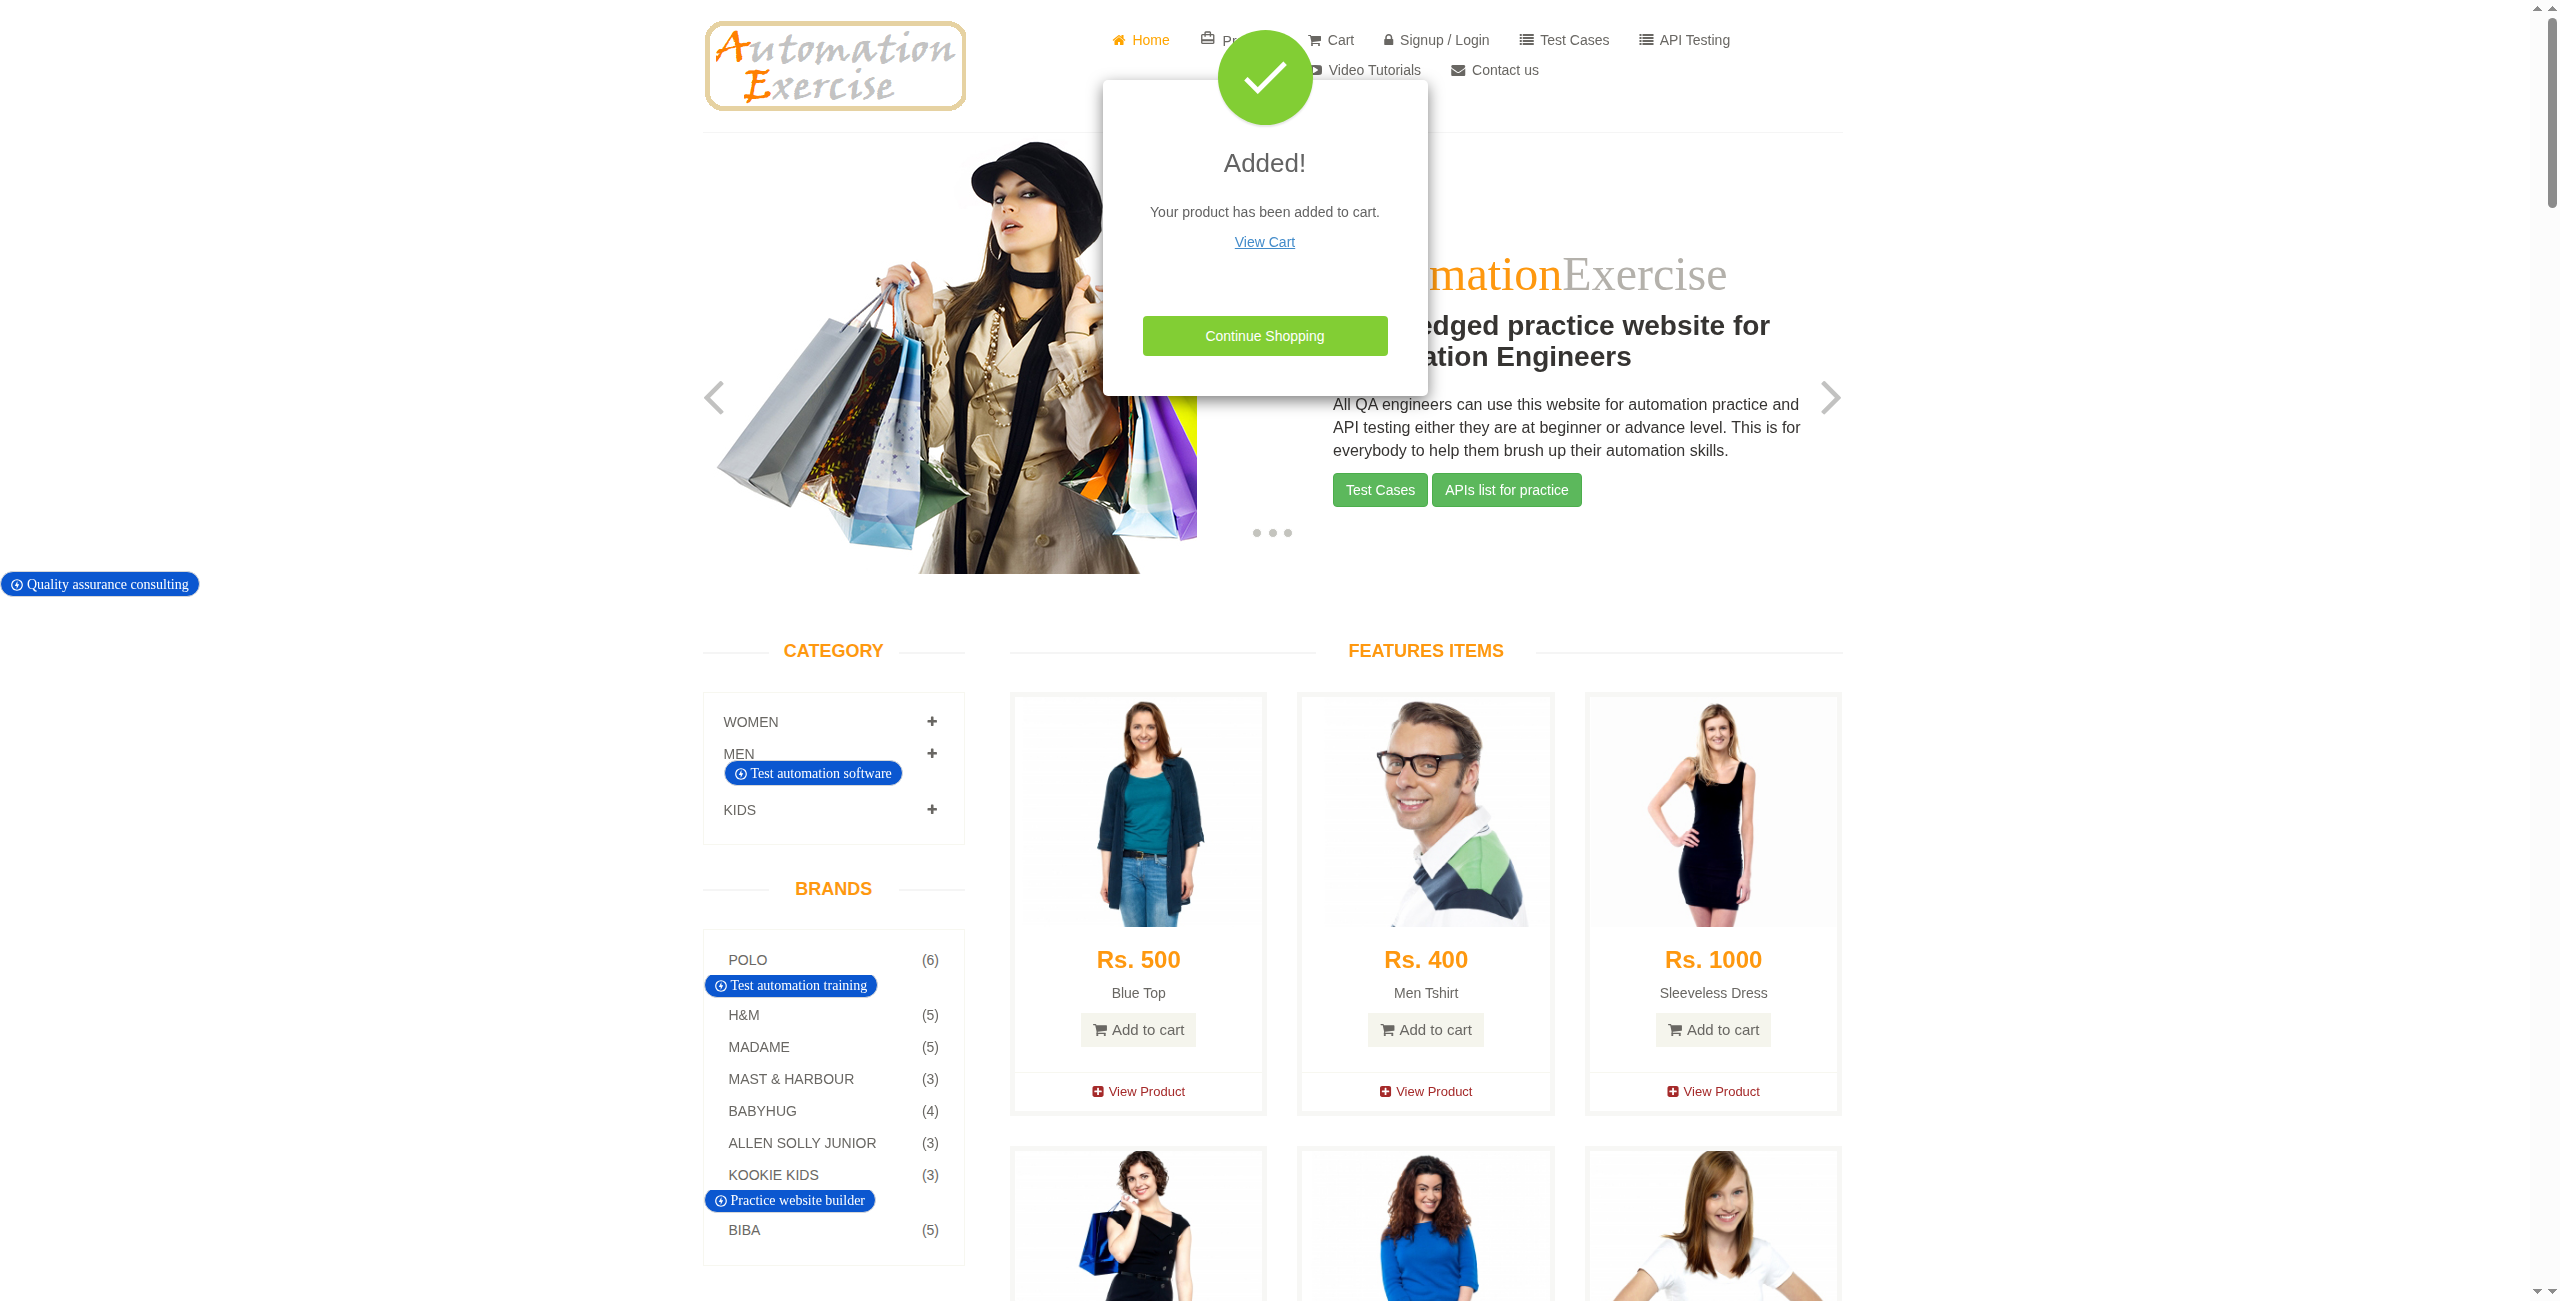 Automation
Exercise
Home
Cart
Signup / Login
Test Cases
API Testing
Video Tutorials
Contact us
Added!
Your product has been added to cart.
View Cart
Continue Shopping
mationExercise
edged practice website for
ation Engineers
All QA engineers can use this website for automation practice and
API testing either they are at beginner or advance level. This is for
everybody to help them brush up their automation skills.
Test Cases
APIs list for practice
Quality assurance consulting
CATEGORY
WOMEN
MEN
Test automation software
KIDS
BRANDS
POLO (6)
Test automation training
H&M (5)
MADAME (5)
MAST & HARBOUR (3)
BABYHUG (4)
ALLEN SOLLY JUNIOR (3)
KOOKIE KIDS (3)
Practice website builder
BIBA (5)
FEATURES ITEMS
Rs. 500
Blue Top
Add to cart
View Product
Rs. 400
Men Tshirt
Add to cart
View Product
Rs. 1000
Sleeveless Dress
Add to cart
View Product